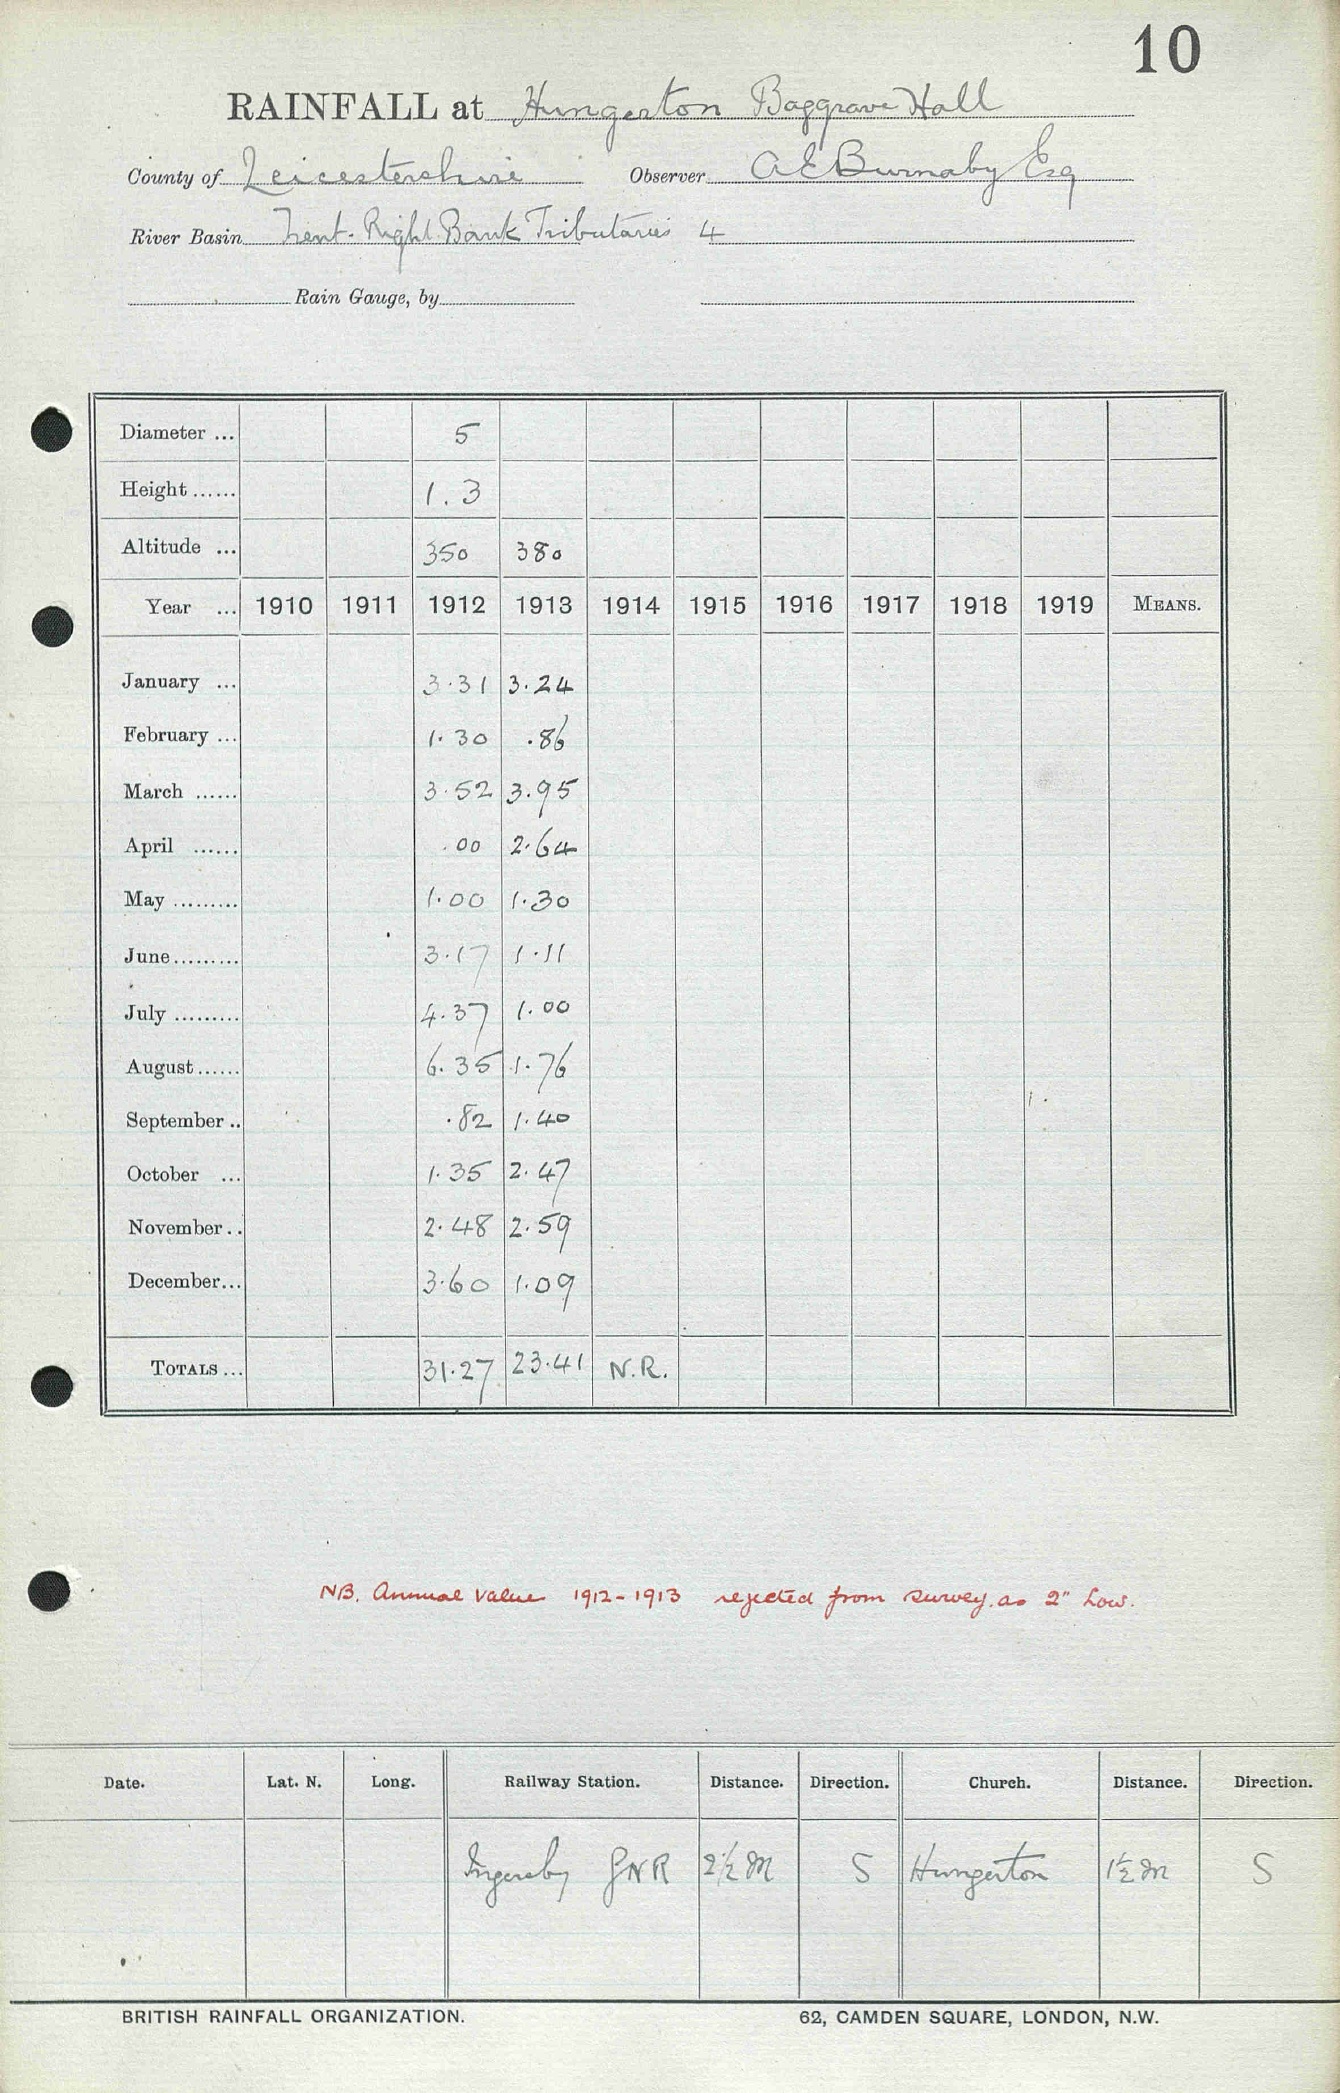 10
RAINFALL at Hungerton Baggrave Hall
County of Leicestershire Observer A E Burnaby Esq
River Basin Trent-Right Bank Tributaries 4
Rain Gauge, by
Diameter ... 5
Height ...... 1.3
Altitude ... 350 380
Year ... 1910 1911 1912 1913 1914 1915 1916 1917 1918 1919 MEANS.
January ... 3.31 3.24
February ... 1.30 .86
March ...... 3.52 3.95
April ...... .00 2.64
May ......... 1.00 1.30
June ......... 3.17 1.11
July ......... 4.37 1.00
August ...... 6.35 1.76
September .. .82 1.40
October ... 1.35 2.47
November .. 2.48 2.59
December ... 3.60 1.09
TOTALS ... 31.27 23.41 N.R.
NB. Annual value 1912-1913 rejected from survey as 2" low.
Date. Lat. N. Long. Railway Station. Distance. Direction. Church. Distance. Direction.
Ingersby GNR 2½ M S Hungerton 1½ M S
BRITISH RAINFALL ORGANIZATION. 62, CAMDEN SQUARE, LONDON, N.W.